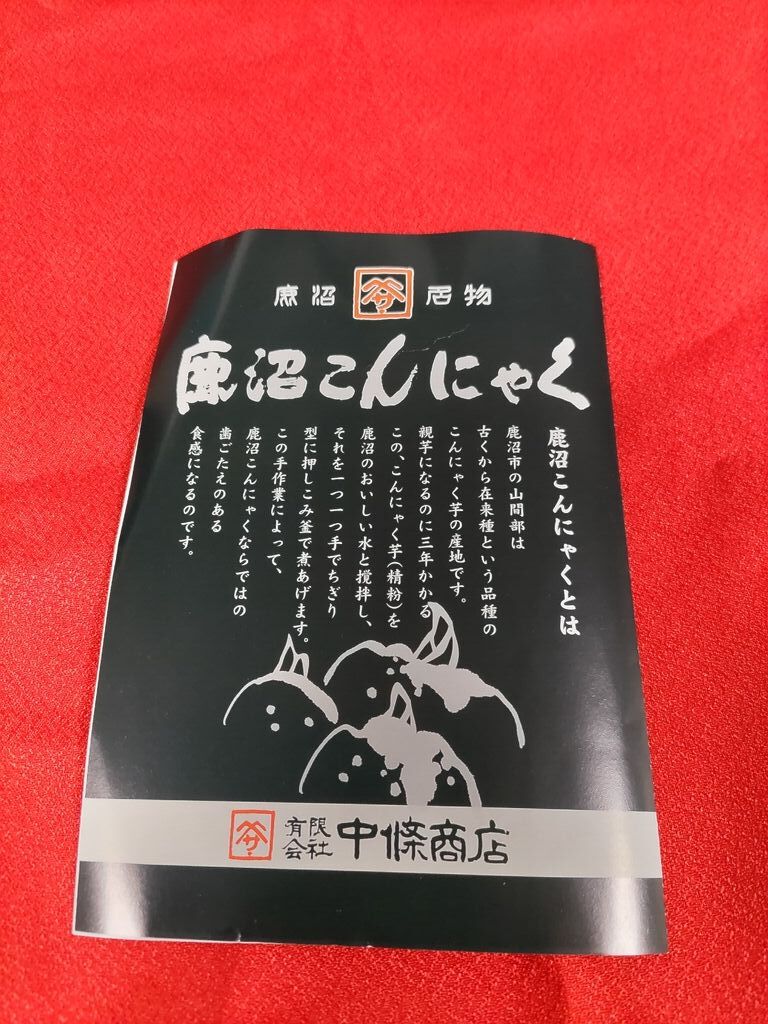 鹿沼 名物
鹿沼こんにゃく
鹿沼こんにゃくとは
鹿沼市の山間部は
古くから在来種という品種の
こんにゃく芋の産地です。
親芋になるのに三年かかる
この、こんにゃく芋(精粉)を
鹿沼のおいしい水と撹拌し、
それを一つ一つ手でちぎり
型に押しこみ釜で煮あげます。
この手作業によって、
鹿沼こんにゃくならではの
歯ごたえのある
食感になるのです。
有限会社 中條商店